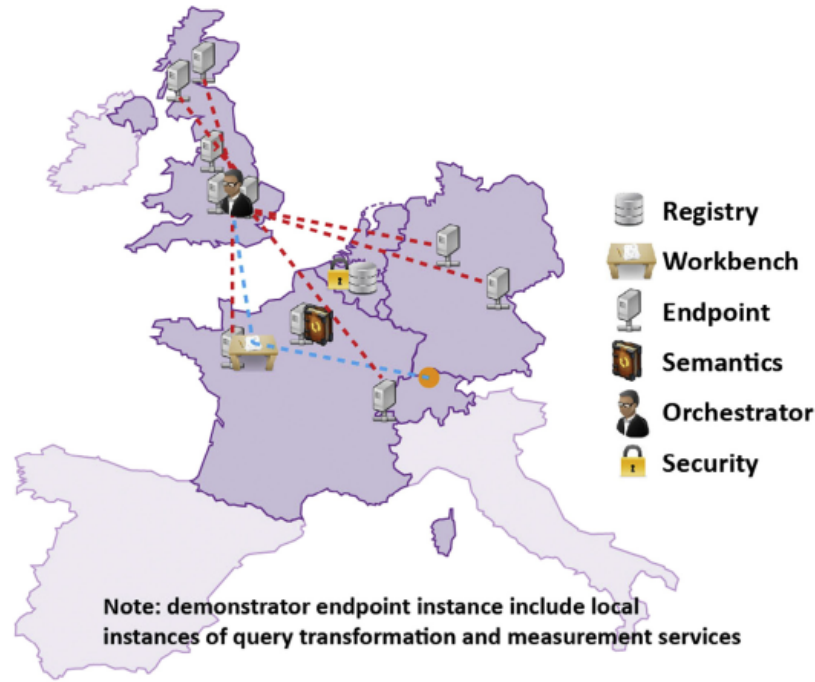 Registry
Workbench
Endpoint
Semantics
Orchestrator
Security
Note: demonstrator endpoint instance include local
instances of query transformation and measurement services